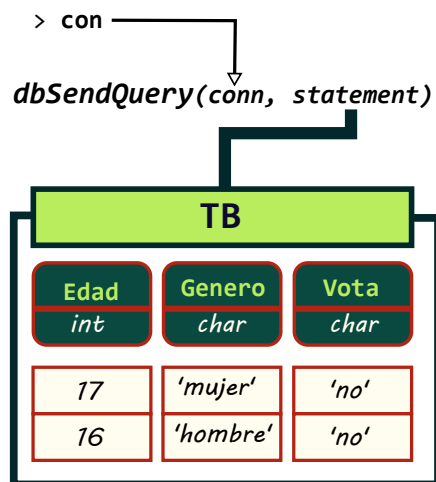 > con
dbSendQuery(conn, statement)
TB
Edad Genero Vota
int char char
17 'mujer' 'no'
16 'hombre' 'no'